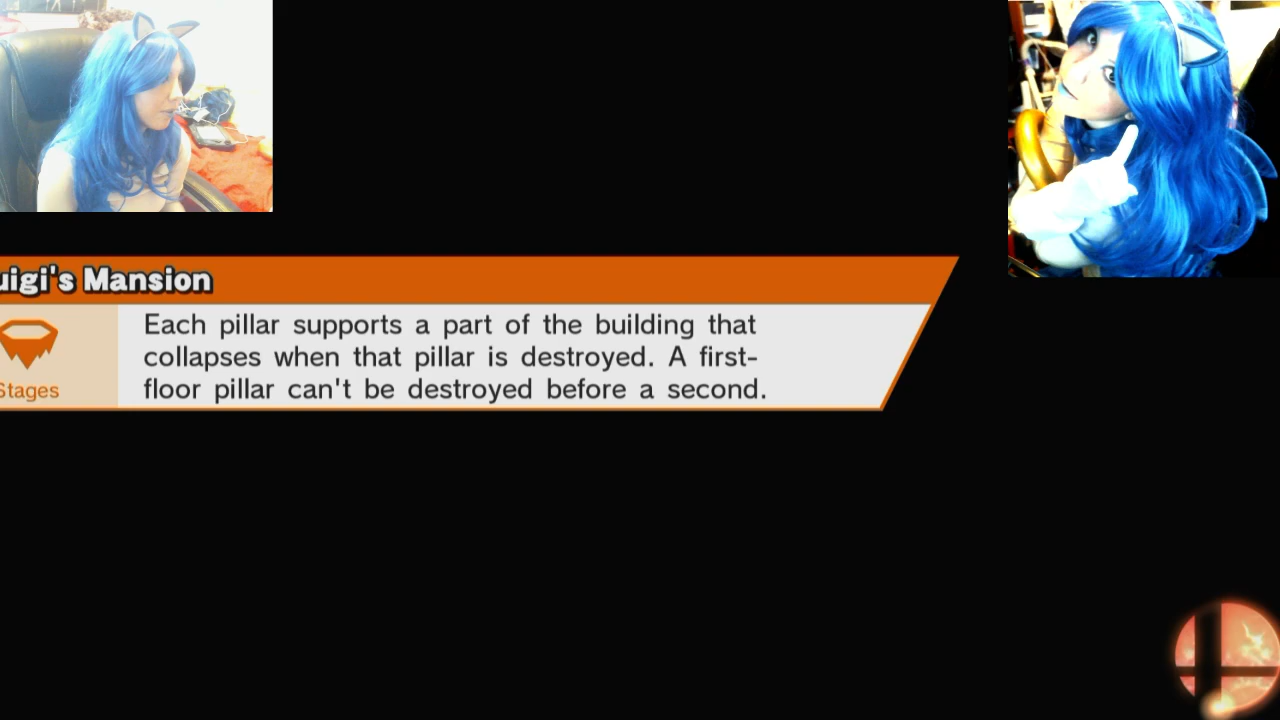 uigi's Mansion
Each pillar supports a part of the building that
collapses when that pillar is destroyed. A first-
floor pillar can't be destroyed before a second.
Stages